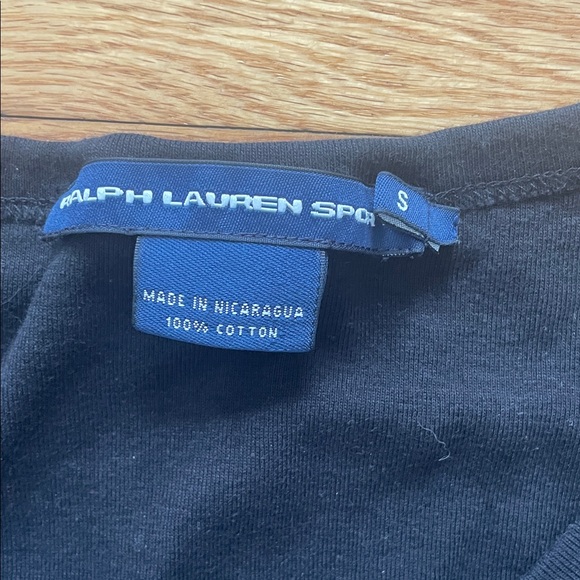 RALPH LAUREN SPOR
S
MADE IN NICARAGUA
100% COTTON